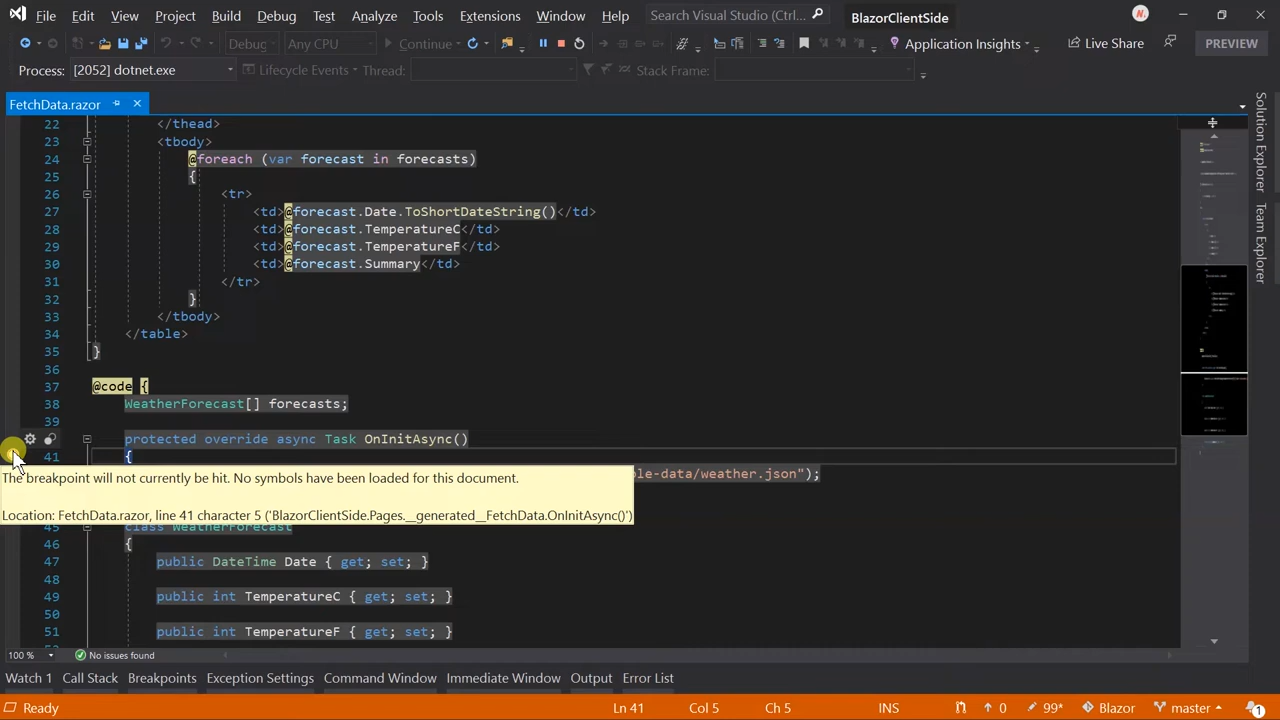 File Edit View Project Build Debug Test Analyze Tools Extensions Window Help Search Visual Studio (Ctrl... BlazorClientSide
Debug Any CPU Continue Application Insights Live Share PREVIEW
Process: [2052] dotnet.exe Lifecycle Events Thread: Stack Frame:
FetchData.razor
22 </thead>
23 <tbody>
24 @foreach (var forecast in forecasts)
25 {
26 <tr>
27 <td>@forecast.Date.ToShortDateString()</td>
28 <td>@forecast.TemperatureC</td>
29 <td>@forecast.TemperatureF</td>
30 <td>@forecast.Summary</td>
31 </tr>
32 }
33 </tbody>
34 </table>
35 }
36
37 @code {
38 WeatherForecast[] forecasts;
39
protected override async Task OnInitAsync()
41 {
le-data/weather.json");
The breakpoint will not currently be hit. No symbols have been loaded for this document.
Location: FetchData.razor, line 41 character 5 ('BlazorClientSide.Pages.__generated__FetchData.OnInitAsync()')
45 class WeatherForecast
46 {
47 public DateTime Date { get; set; }
48
49 public int TemperatureC { get; set; }
50
51 public int TemperatureF { get; set; }
Solution Explorer
Team Explorer
100 % No issues found
Watch 1 Call Stack Breakpoints Exception Settings Command Window Immediate Window Output Error List
Ready Ln 41 Col 5 Ch 5 INS 0 99* Blazor master 1